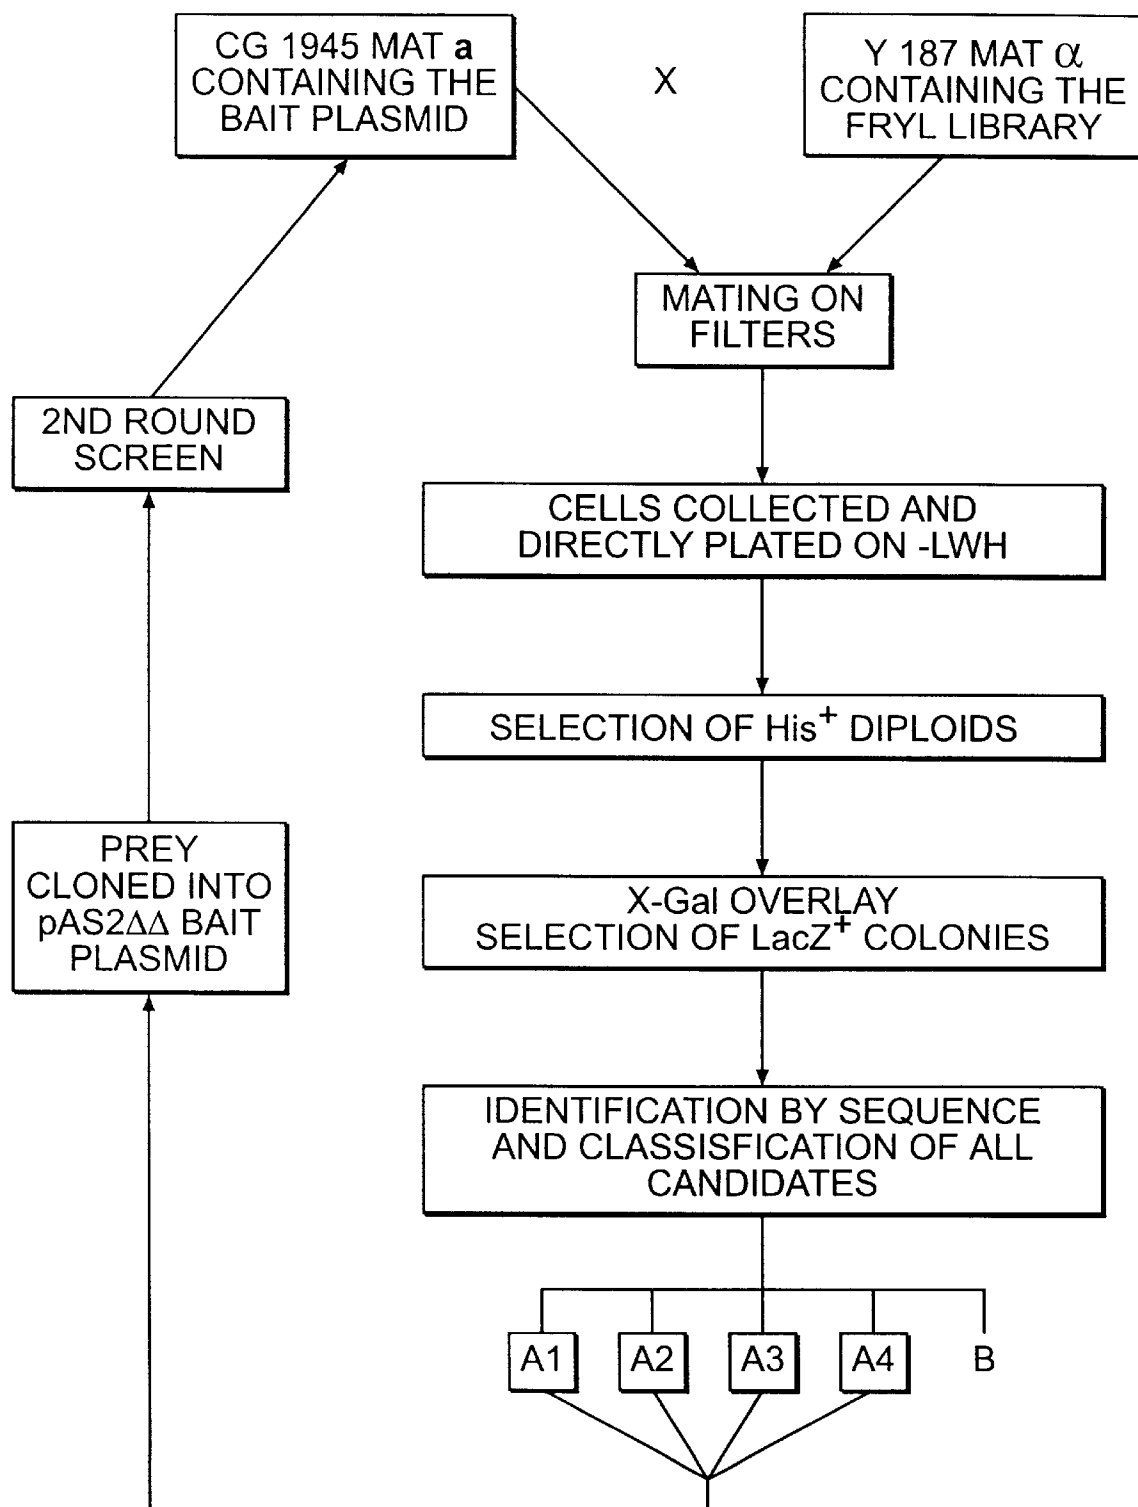 CG 1945 MAT a
CONTAINING THE
BAIT PLASMID
X
Y 187 MAT α
CONTAINING THE
FRYL LIBRARY
MATING ON
FILTERS
2ND ROUND
SCREEN
CELLS COLLECTED AND
DIRECTLY PLATED ON -LWH
SELECTION OF His⁺ DIPLOIDS
PREY
CLONED INTO
pAS2ΔΔ BAIT
PLASMID
X-Gal OVERLAY
SELECTION OF LacZ⁺ COLONIES
IDENTIFICATION BY SEQUENCE
AND CLASSISFICATION OF ALL
CANDIDATES
A1 A2 A3 A4 B